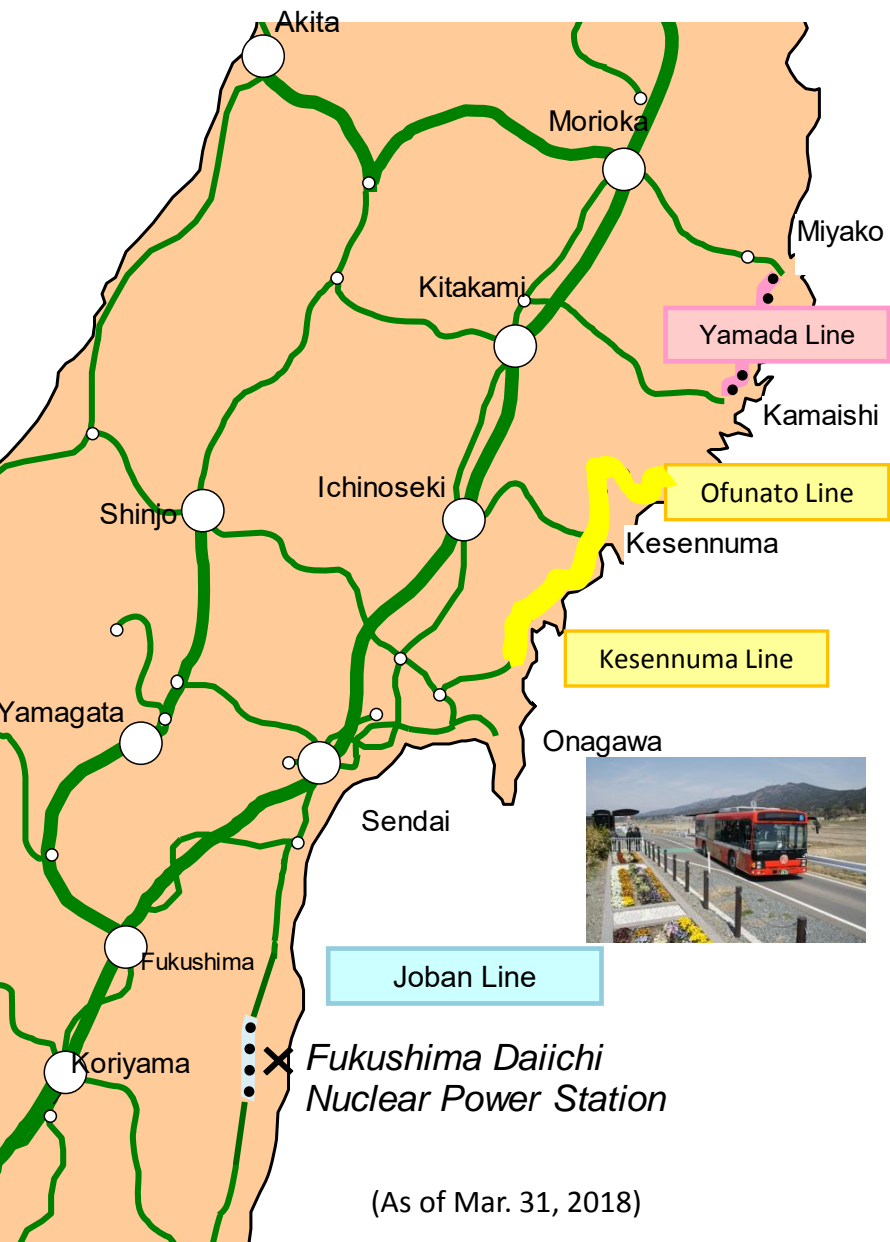 Akita
Morioka
Miyako
Kitakami
Yamada Line
Kamaishi
Ichinoseki
Ofunato Line
Shinjo
Kesennuma
Kesennuma Line
Yamagata
Onagawa
Sendai
Fukushima
Joban Line
Koriyama
Fukushima Daiichi
Nuclear Power Station
(As of Mar. 31, 2018)